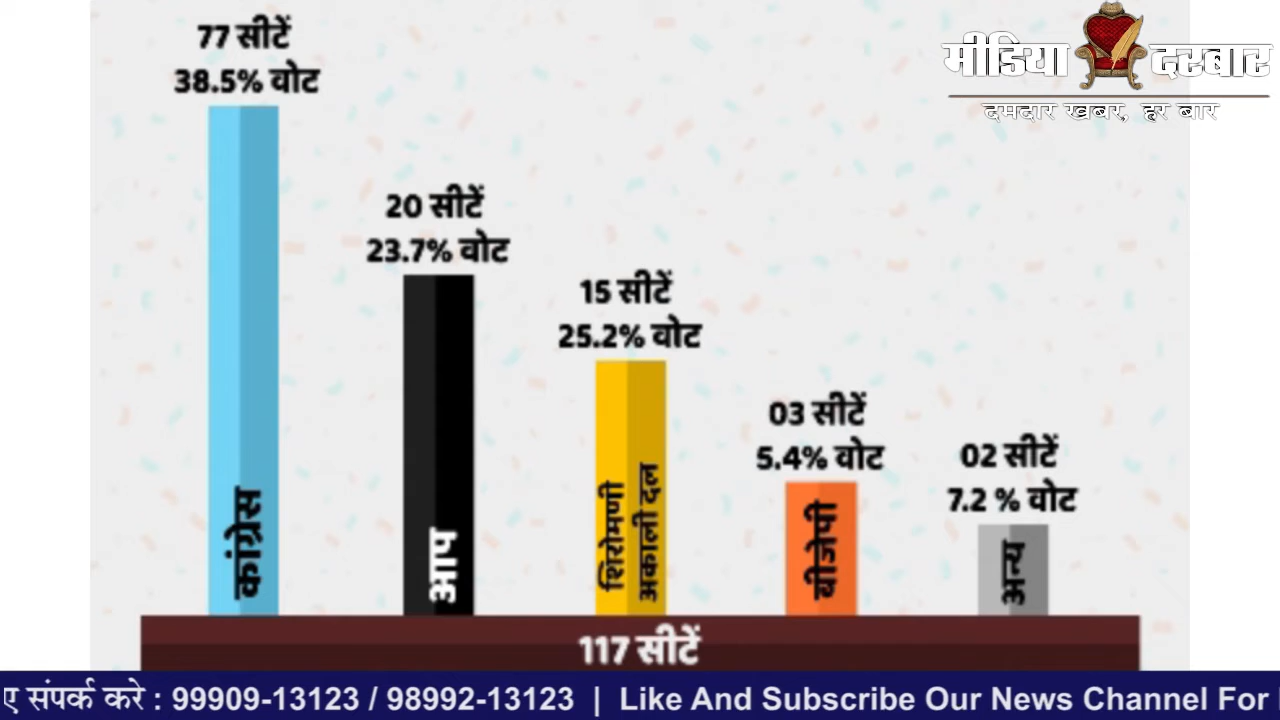 मीडिया दरबार
दमदार खबर, हर बार
77 सीटें
38.5% वोट
20 सीटें
23.7% वोट
15 सीटें
25.2% वोट
03 सीटें
5.4% वोट
02 सीटें
7.2 % वोट
कांग्रेस
आप
शिरोमणी
अकाली दल
बीजेपी
अन्य
117 सीटें
ए संपर्क करे : 99909-13123 / 98992-13123 | Like And Subscribe Our News Channel For